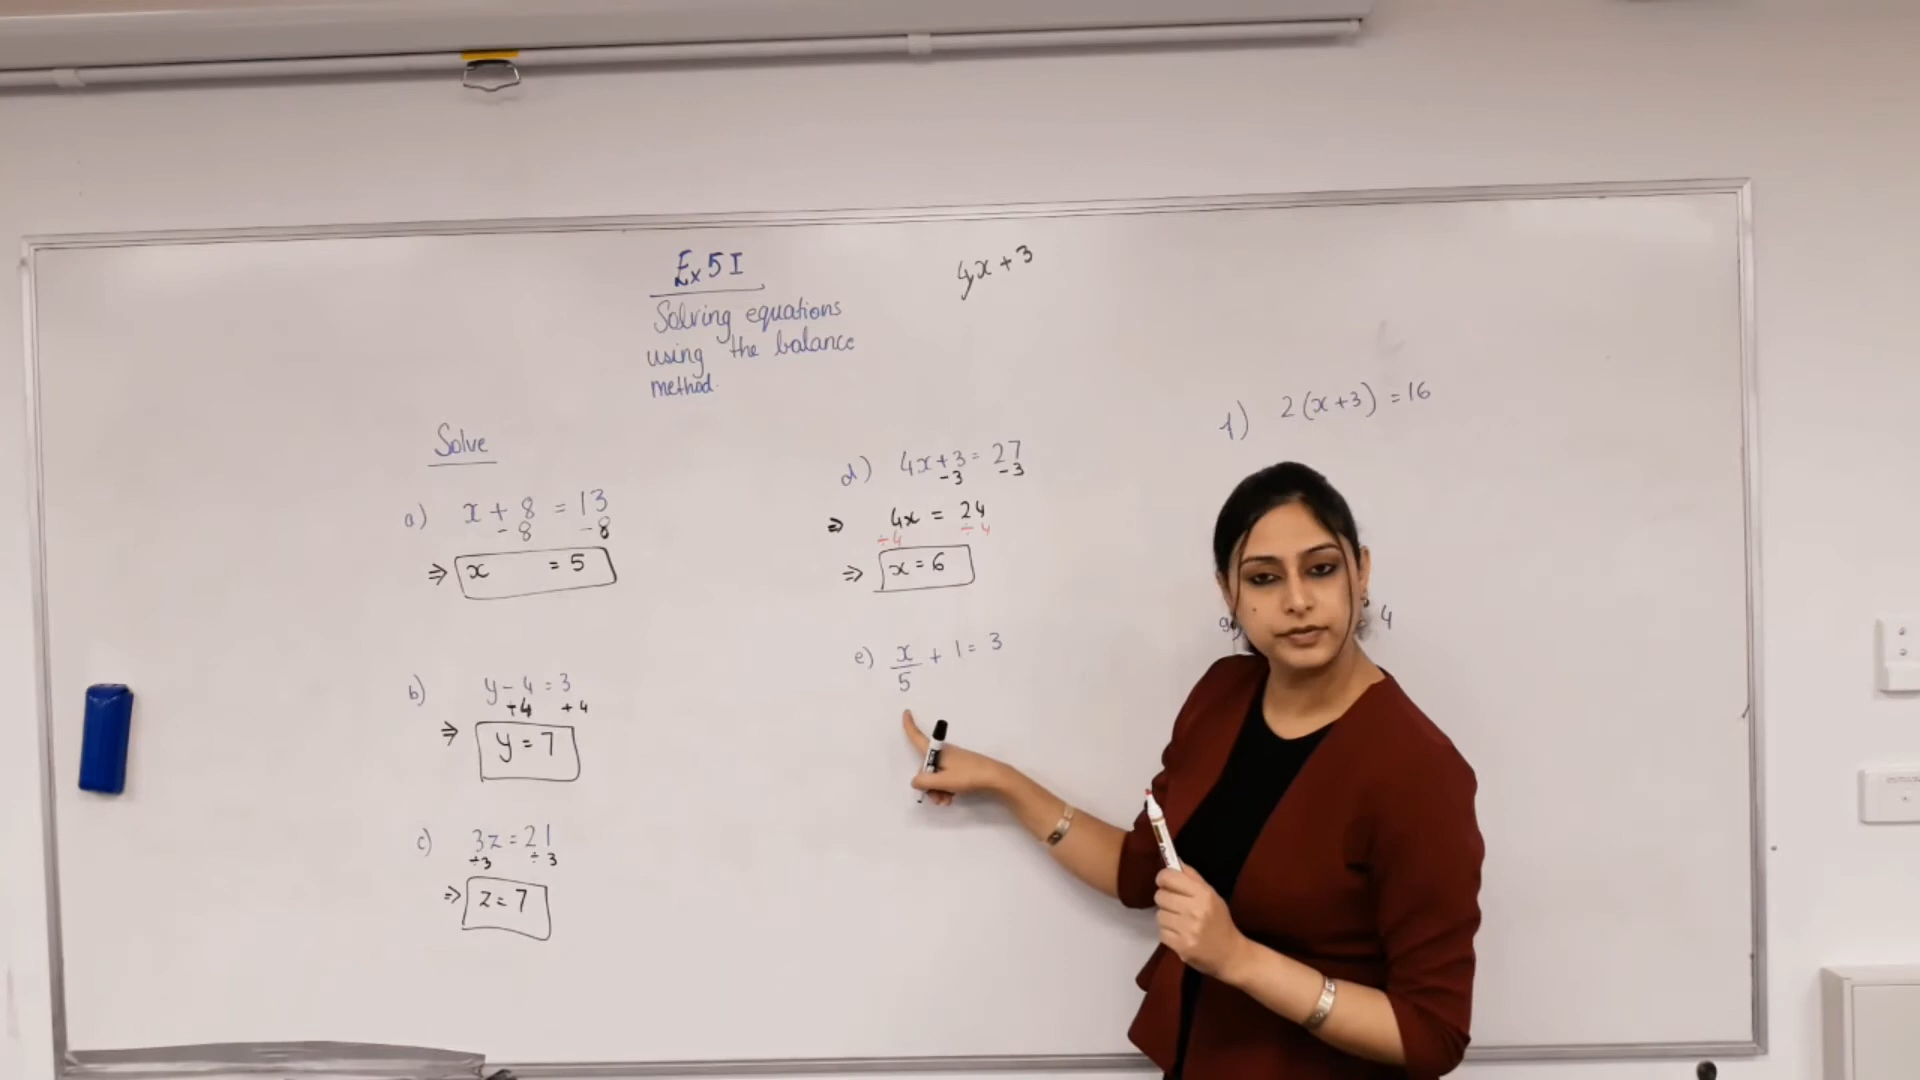 Ex 5I
Solving equations
using the balance
method.
4x + 3
Solve
a) x + 8 = 13
- 8 - 8
⇒ x = 5
b) y - 4 = 3
+4 +4
⇒ y = 7
c) 3z = 21
÷3 ÷3
⇒ z = 7
d) 4x + 3 = 27
-3 -3
⇒ 4x = 24
÷4 ÷4
⇒ x = 6
e) x/5 + 1 = 3
f) 2(x+3) = 16
g) = 4